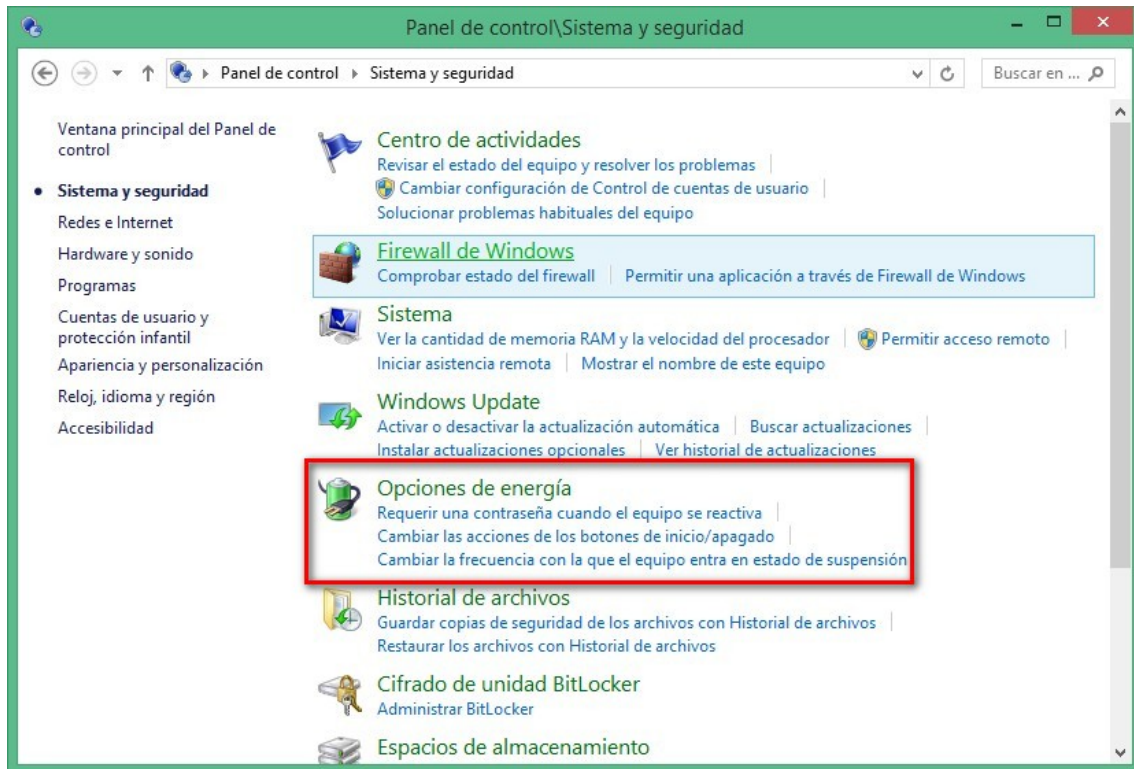 Panel de control\Sistema y seguridad
Panel de control
Sistema y seguridad
Buscar en ...
Ventana principal del Panel de
control
Sistema y seguridad
Redes e Internet
Hardware y sonido
Programas
Cuentas de usuario y
protección infantil
Apariencia y personalización
Reloj, idioma y región
Accesibilidad
Centro de actividades
Revisar el estado del equipo y resolver los problemas
Cambiar configuración de Control de cuentas de usuario
Solucionar problemas habituales del equipo
Firewall de Windows
Comprobar estado del firewall
Permitir una aplicación a través de Firewall de Windows
Sistema
Ver la cantidad de memoria RAM y la velocidad del procesador
Permitir acceso remoto
Iniciar asistencia remota
Mostrar el nombre de este equipo
Windows Update
Activar o desactivar la actualización automática
Buscar actualizaciones
Instalar actualizaciones opcionales
Ver historial de actualizaciones
Opciones de energía
Requerir una contraseña cuando el equipo se reactiva
Cambiar las acciones de los botones de inicio/apagado
Cambiar la frecuencia con la que el equipo entra en estado de suspensión
Historial de archivos
Guardar copias de seguridad de los archivos con Historial de archivos
Restaurar los archivos con Historial de archivos
Cifrado de unidad BitLocker
Administrar BitLocker
Espacios de almacenamiento